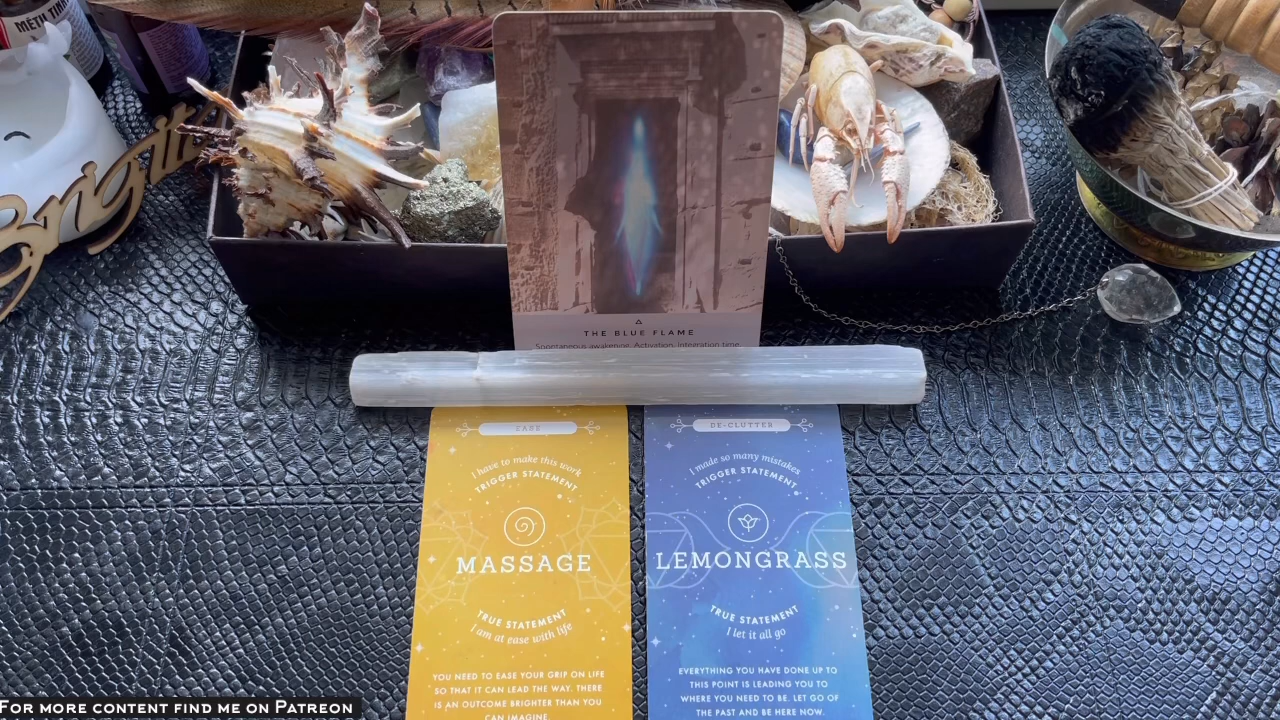 METH TINK
Brigitte
THE BLUE FLAME
Spontaneous awakening. Activation. Integration time.
EASE
I have to make this work
TRIGGER STATEMENT
MASSAGE
TRUE STATEMENT
I am at ease with life
YOU NEED TO EASE YOUR GRIP ON LIFE
SO THAT IT CAN LEAD THE WAY. THERE
IS AN OUTCOME BRIGHTER THAN YOU
CAN IMAGINE.
DE-CLUTTER
I made so many mistakes
TRIGGER STATEMENT
LEMONGRASS
TRUE STATEMENT
I let it all go
EVERYTHING YOU HAVE DONE UP TO
THIS POINT IS LEADING YOU TO
WHERE YOU NEED TO BE. LET GO OF
THE PAST AND BE HERE NOW.
FOR MORE CONTENT FIND ME ON PATREON